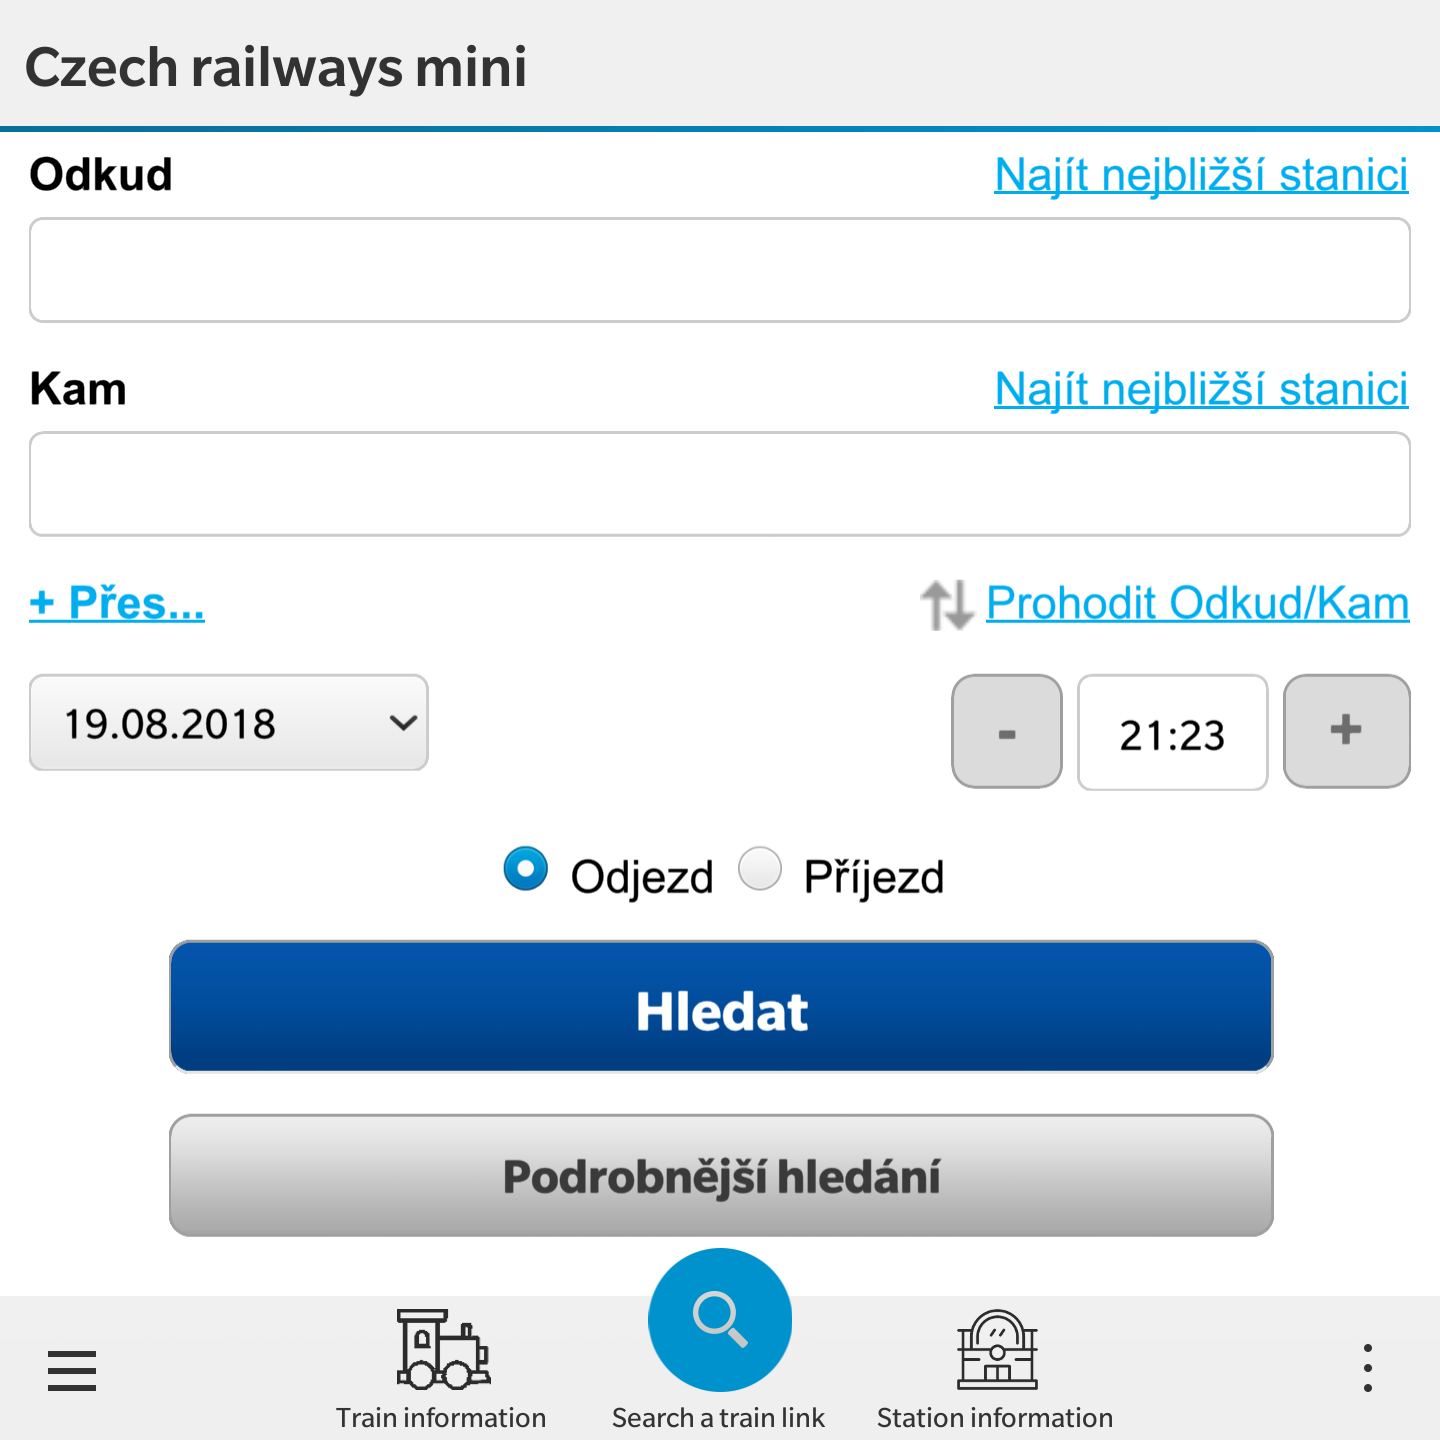 Czech railways mini
Odkud Najít nejbližší stanici
Kam Najít nejbližší stanici
+ Přes... Prohodit Odkud/Kam
19.08.2018 - 21:23 +
Odjezd Příjezd
Hledat
Podrobnější hledání
Train information Search a train link Station information